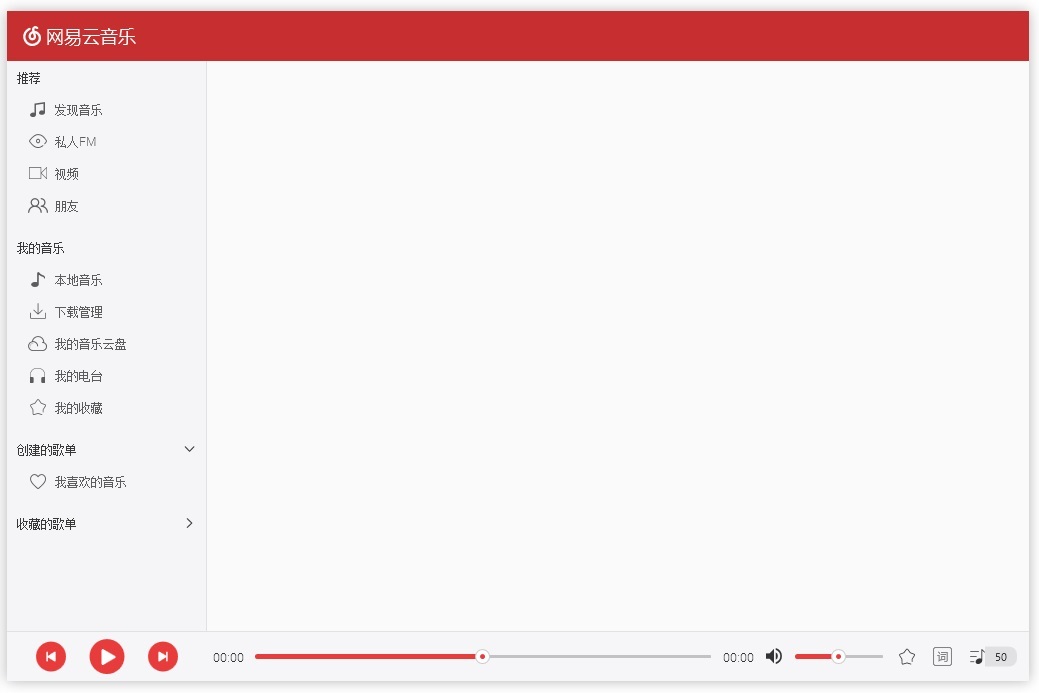 网易云音乐
推荐
发现音乐
私人FM
视频
朋友
我的音乐
本地音乐
下载管理
我的音乐云盘
我的电台
我的收藏
创建的歌单
我喜欢的音乐
收藏的歌单
00:00 00:00 词 50